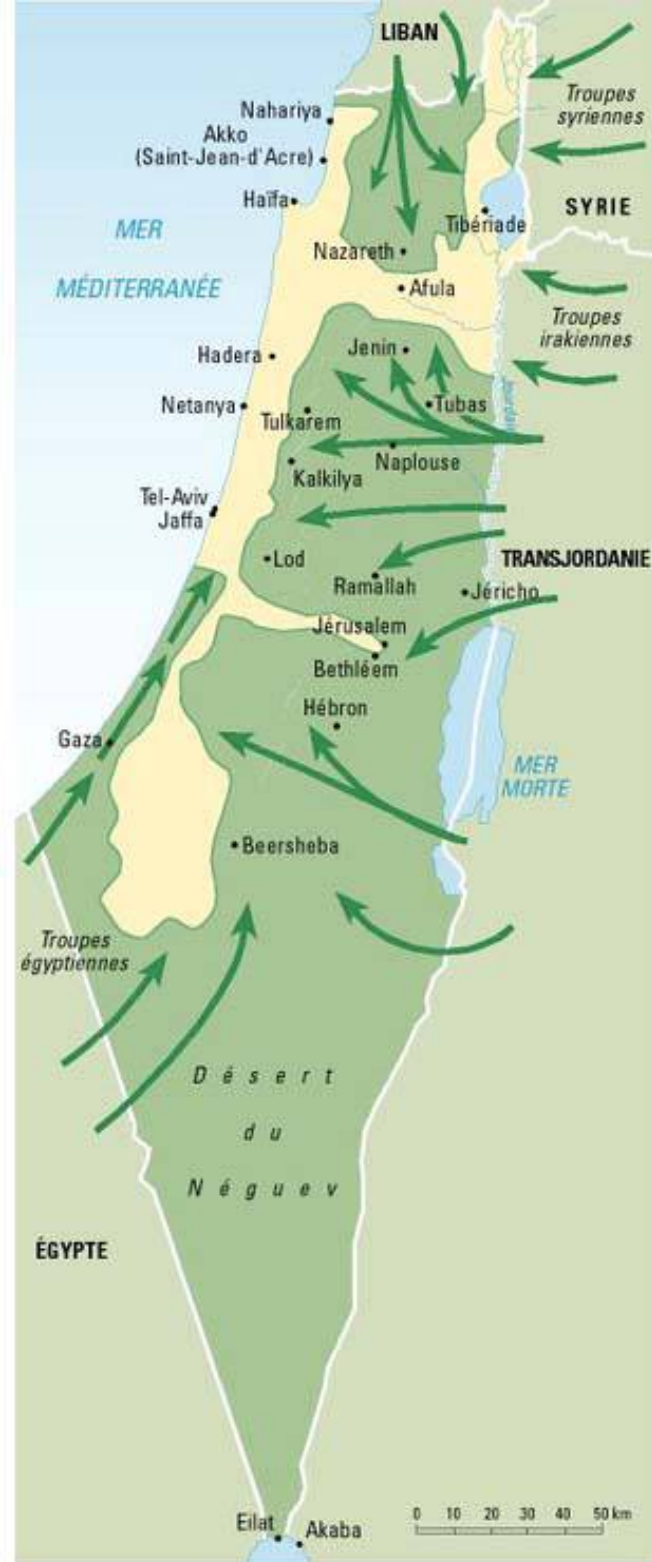 LIBAN
Troupes
syriennes
Nahariya
Akko
(Saint-Jean-d'Acre)
Haïfa
SYRIE
Tibériade
MER
MÉDITERRANÉE
Nazareth
Afula
Troupes
irakiennes
Hadera
Jenin
Jourdain
Netanya
Tulkarem
Tubas
Naplouse
Kalkilya
Tel-Aviv
Jaffa
Lod
TRANSJORDANIE
Ramallah
Jéricho
Jérusalem
Bethléem
Hébron
Gaza
MER
MORTE
Beersheba
Troupes
égyptiennes
Désert
du
Néguev
ÉGYPTE
0 10 20 30 40 50 km
Eilat
Akaba